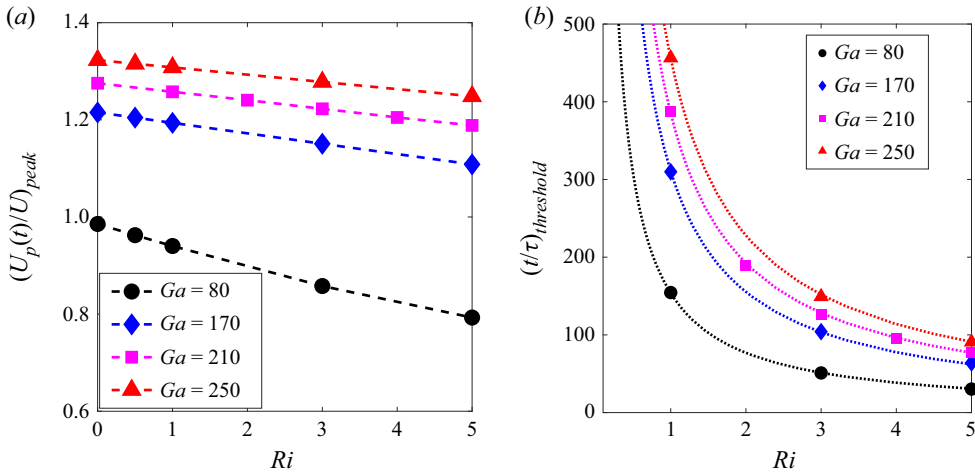 (a)
1.4
1.2
1.0
0.8
0.6
(U_p(t)/U)_peak
Ga = 80
Ga = 170
Ga = 210
Ga = 250
0 1 2 3 4 5
Ri
(b)
500
400
300
200
100
0
(t/τ)_threshold
Ga = 80
Ga = 170
Ga = 210
Ga = 250
1 2 3 4 5
Ri